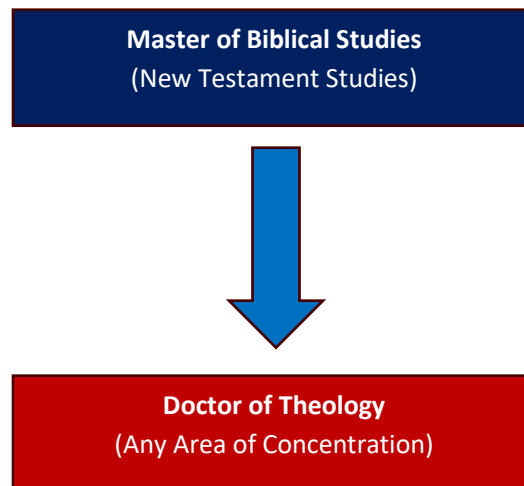 Master of Biblical Studies
(New Testament Studies)
Doctor of Theology
(Any Area of Concentration)